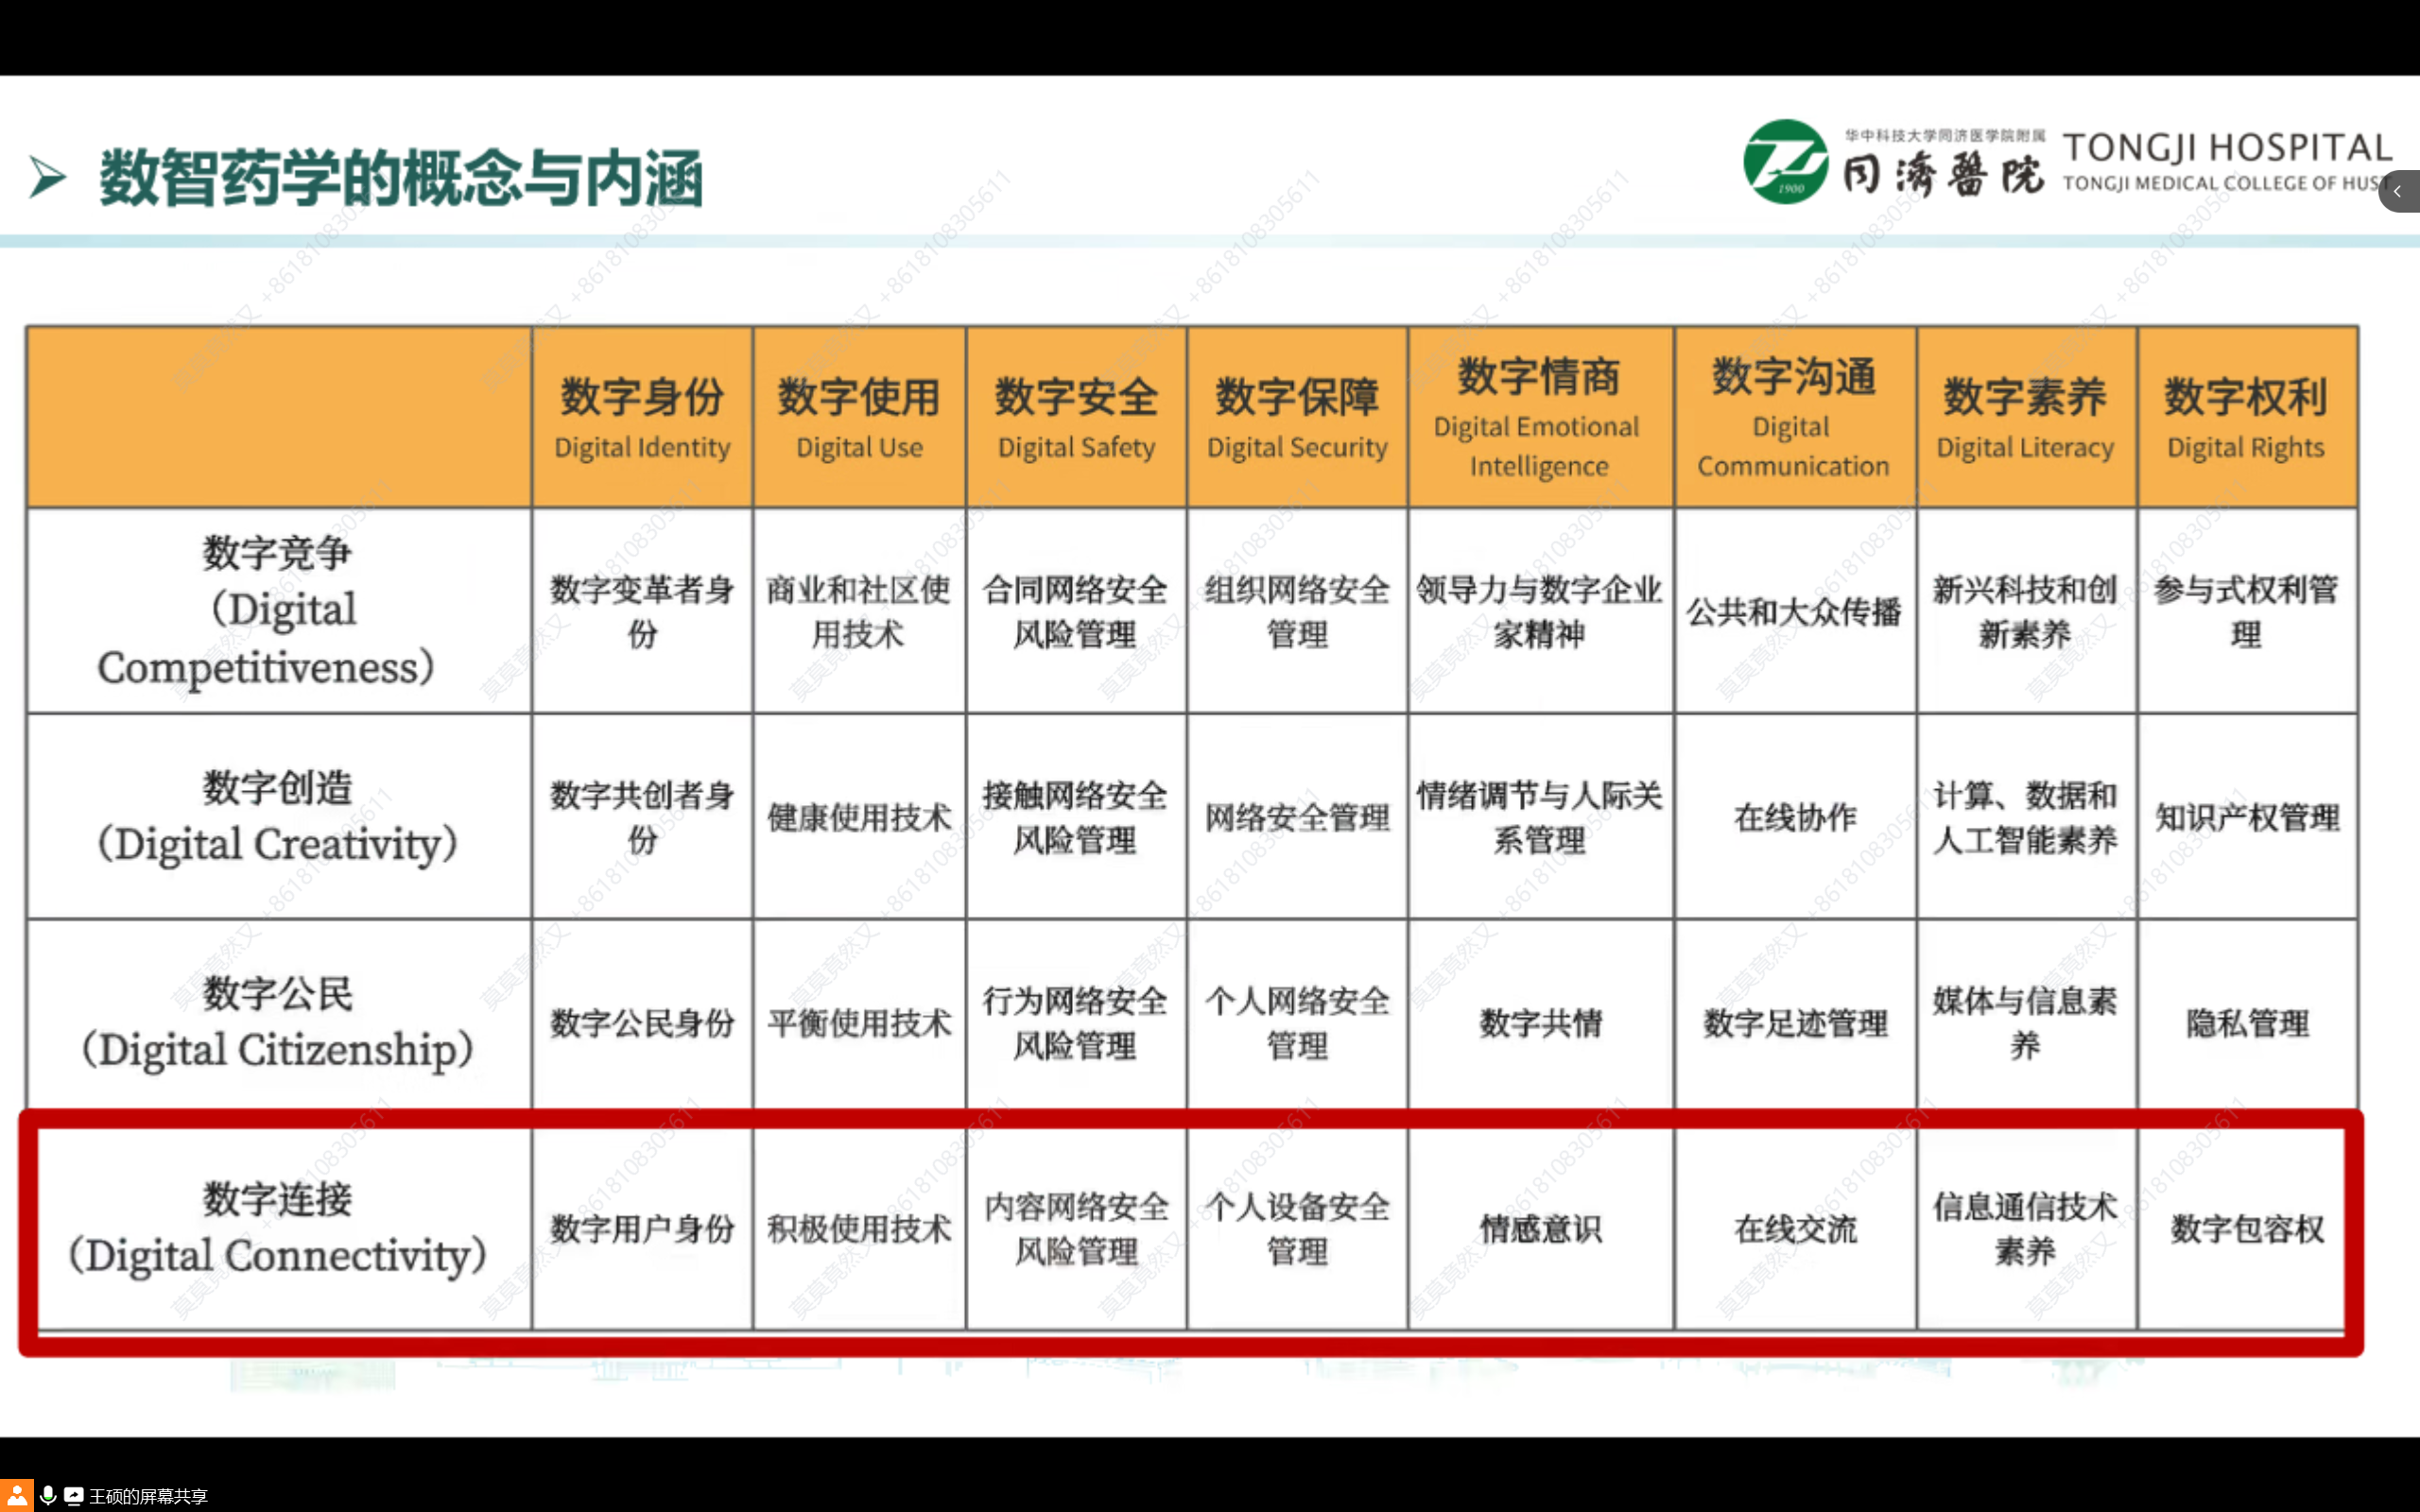 数智药学的概念与内涵
华中科技大学同济医学院附属
同濟醫院
TONGJI HOSPITAL
TONGJI MEDICAL COLLEGE OF HUST
1900
数字身份
Digital Identity
数字使用
Digital Use
数字安全
Digital Safety
数字保障
Digital Security
数字情商
Digital Emotional
Intelligence
数字沟通
Digital
Communication
数字素养
Digital Literacy
数字权利
Digital Rights
数字竞争
（Digital
Competitiveness）
数字变革者身
份
商业和社区使
用技术
合同网络安全
风险管理
组织网络安全
管理
领导力与数字企业
家精神
公共和大众传播
新兴科技和创
新素养
参与式权利管
理
数字创造
（Digital Creativity）
数字共创者身
份
健康使用技术
接触网络安全
风险管理
网络安全管理
情绪调节与人际关
系管理
在线协作
计算、数据和
人工智能素养
知识产权管理
数字公民
（Digital Citizenship）
数字公民身份
平衡使用技术
行为网络安全
风险管理
个人网络安全
管理
数字共情
数字足迹管理
媒体与信息素
养
隐私管理
数字连接
（Digital Connectivity）
数字用户身份
积极使用技术
内容网络安全
风险管理
个人设备安全
管理
情感意识
在线交流
信息通信技术
素养
数字包容权
王硕的屏幕共享